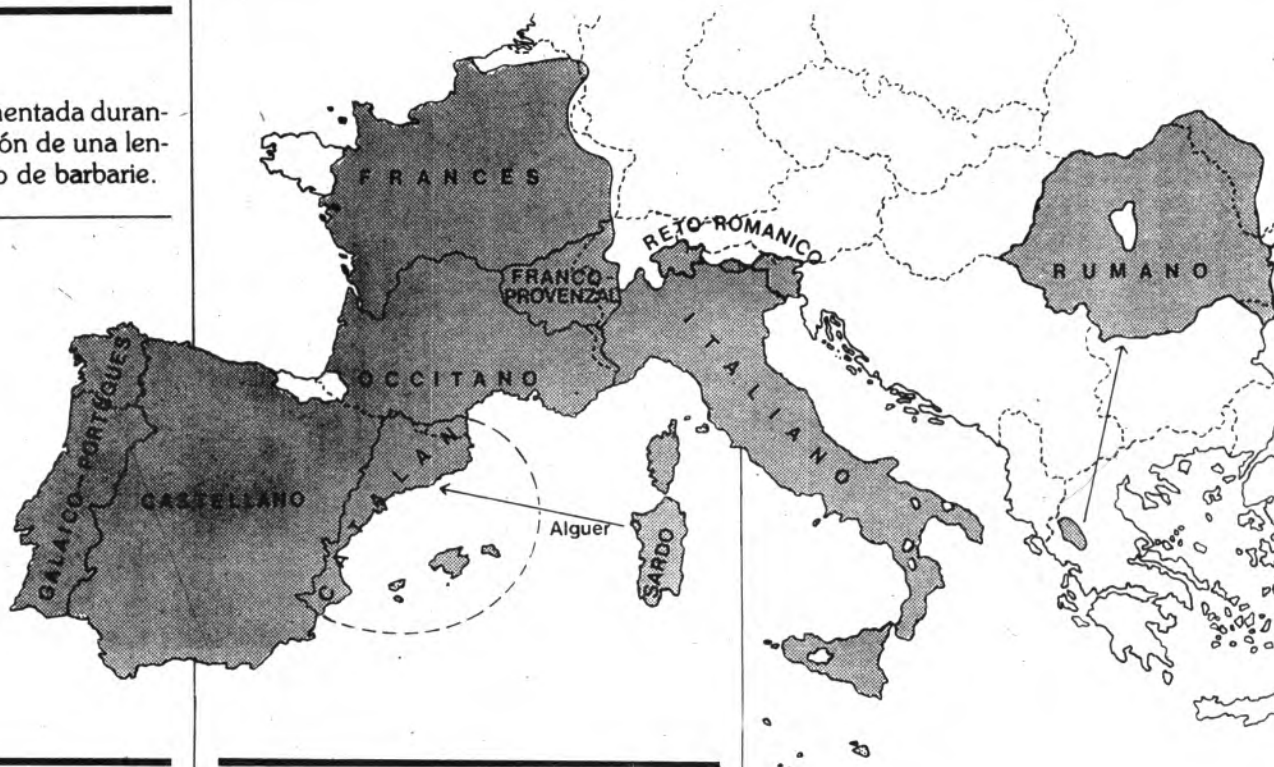 nentada duran-
ón de una len-
o de barbarie.
FRANCES
RETO-ROMANICO
FRANCO-
PROVENZAL
RUMANO
ITALIANO
OCCITANO
GALAICO-PORTUGUES
CATALAN
CASTELLANO
Alguer
SARDO